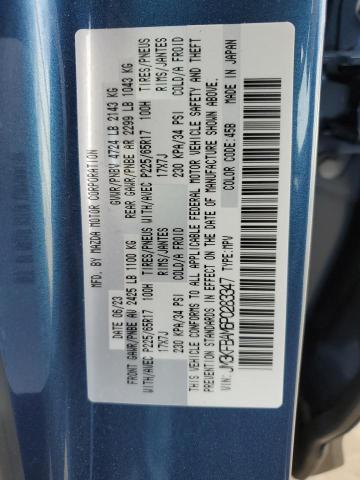 MFD. BY MAZDA MOTOR CORPORATION
DATE: 06/23 GVWR/PNBV 4724 LB 2143 KG
FRONT GAWR/PNBE AV 2425 LB 1100 KG REAR GAWR/PNBE AR 2299 LB 1043 KG
WITH/AVEC P225/65R17 100H TIRES/PNEUS WITH/AVEC P225/65R17 100H TIRES/PNEUS
17X7J RIMS/JANTES 17X7J RIMS/JANTES
230 KPA/34 PSI COLD/A FROID 230 KPA/34 PSI COLD/A FROID
THIS VEHICLE CONFORMS TO ALL APPLICABLE FEDERAL MOTOR VEHICLE SAFETY AND THEFT
PREVENTION STANDARDS IN EFFECT ON THE DATE OF MANUFACTURE SHOWN ABOVE.
VIN: JM3KFBAM6P0283347 TYPE: MPV COLOR CODE: 45B MADE IN JAPAN